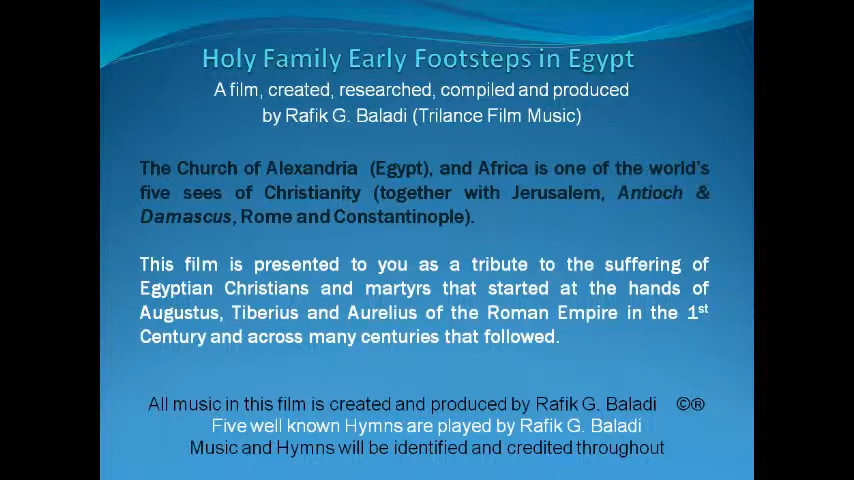 Holy Family Early Footsteps in Egypt
A film, created, researched, compiled and produced
by Rafik G. Baladi (Trilance Film Music)
The Church of Alexandria (Egypt), and Africa is one of the world's
five sees of Christianity (together with Jerusalem, Antioch &
Damascus, Rome and Constantinople).
This film is presented to you as a tribute to the suffering of
Egyptian Christians and martyrs that started at the hands of
Augustus, Tiberius and Aurelius of the Roman Empire in the 1st
Century and across many centuries that followed.
All music in this film is created and produced by Rafik G. Baladi ©®
Five well known Hymns are played by Rafik G. Baladi
Music and Hymns will be identified and credited throughout